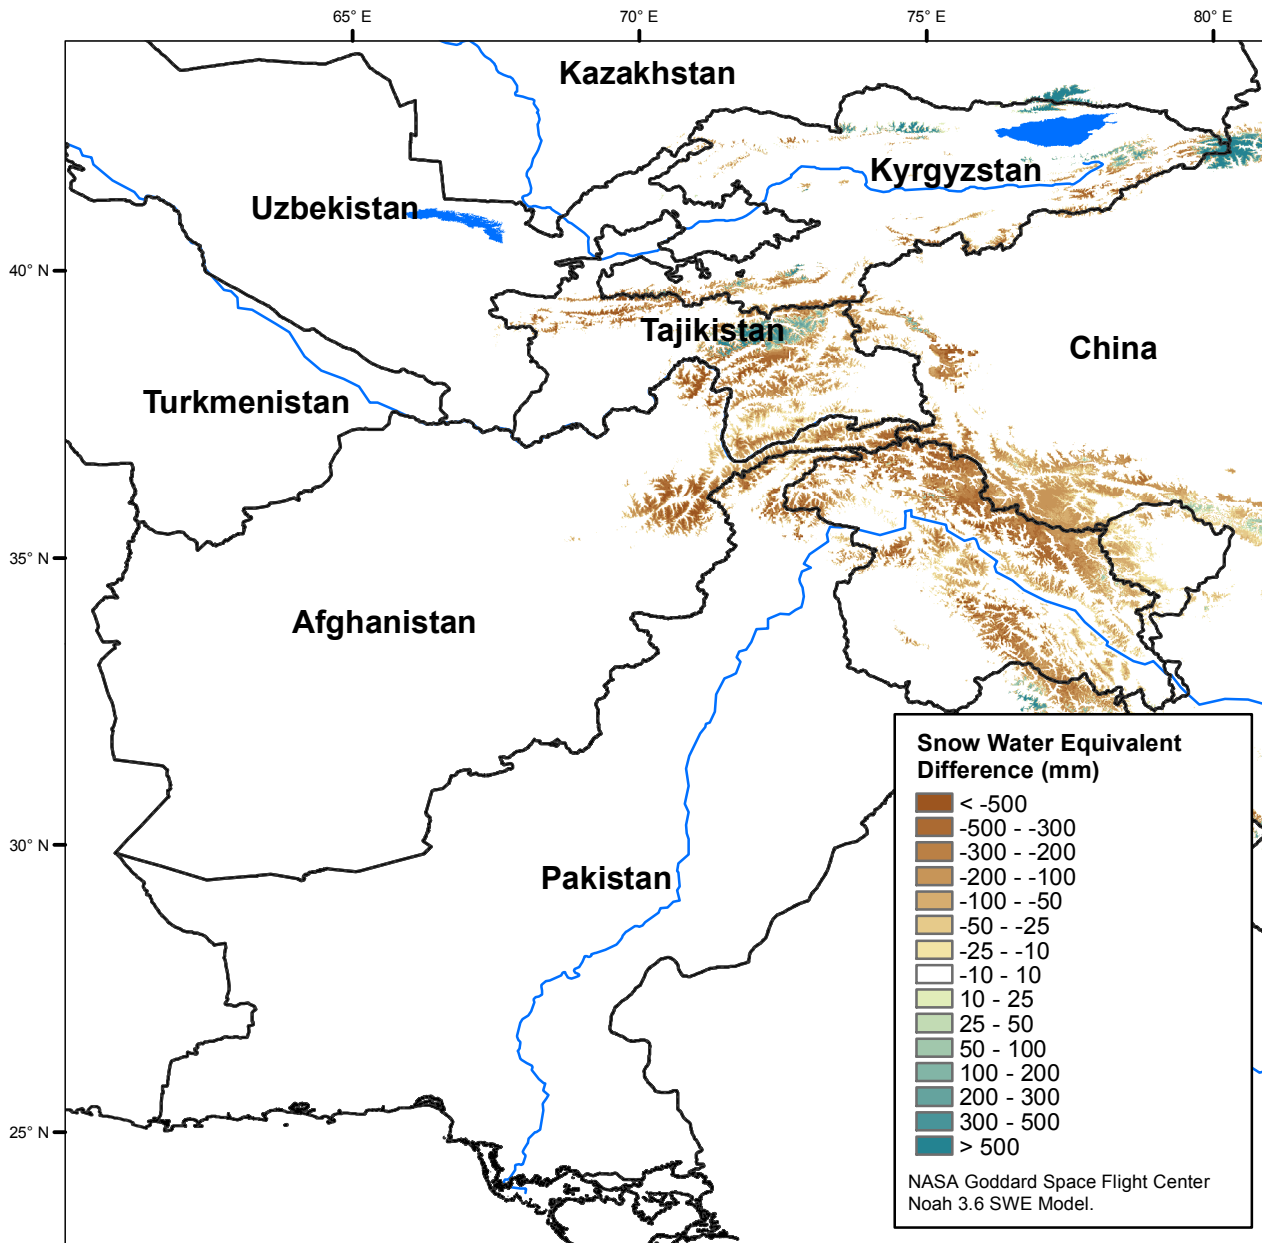 65° E
70° E
75° E
80° E
Kazakhstan
Kyrgyzstan
Uzbekistan
40° N
Tajikistan
China
Turkmenistan
35° N
Afghanistan
30° N
Pakistan
25° N
Snow Water Equivalent
Difference (mm)
< -500
-500 - -300
-300 - -200
-200 - -100
-100 - -50
-50 - -25
-25 - -10
-10 - 10
10 - 25
25 - 50
50 - 100
100 - 200
200 - 300
300 - 500
> 500
NASA Goddard Space Flight Center
Noah 3.6 SWE Model.